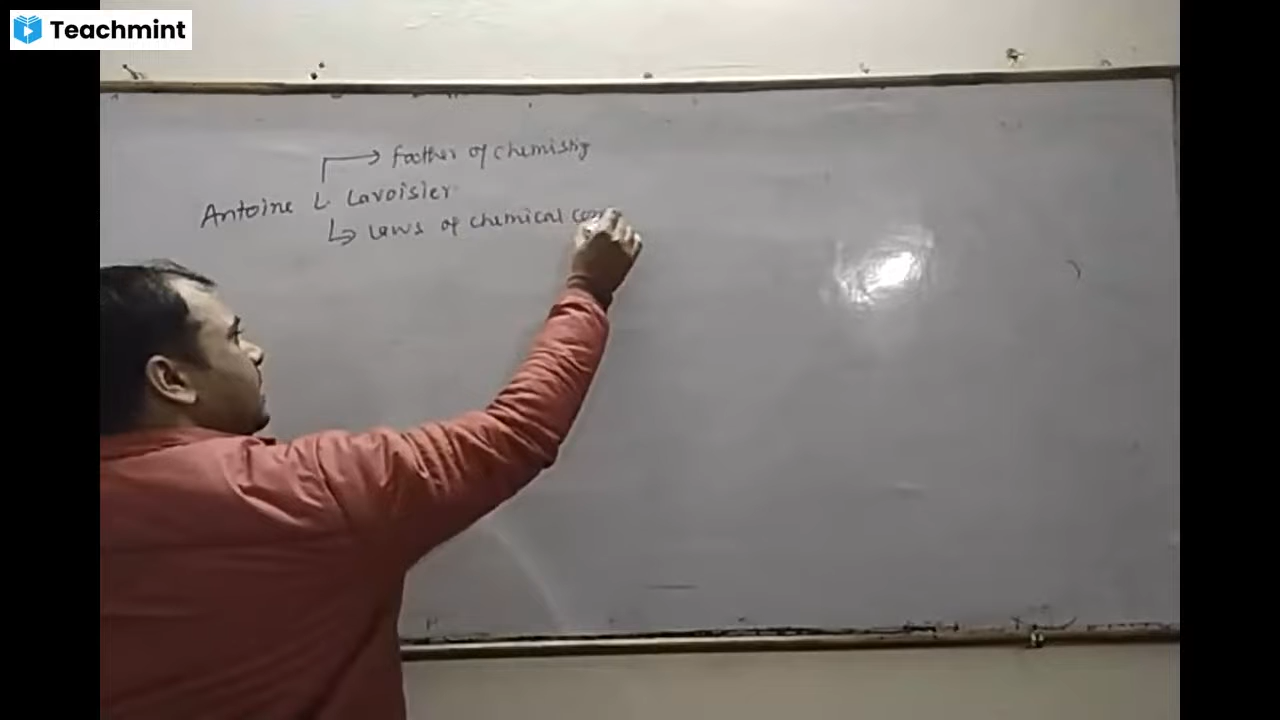 Teachmint
Father of chemistry
Antoine L. Lavoisier
Laws of chemical